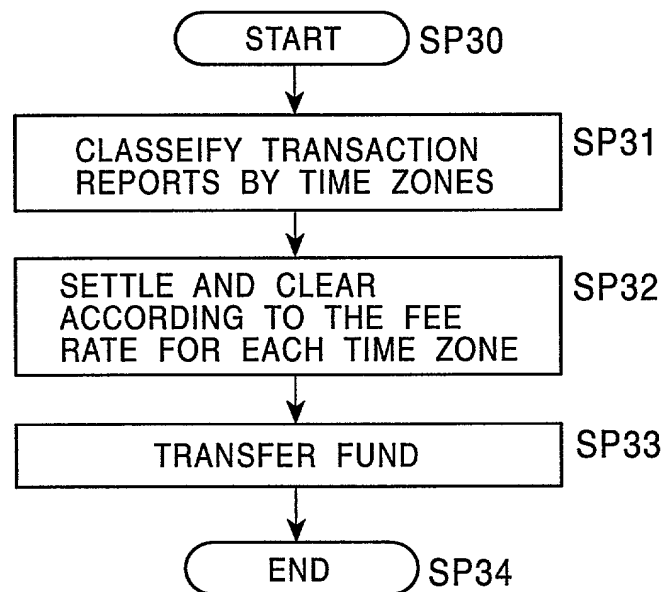 START SP30
CLASSEIFY TRANSACTION SP31
REPORTS BY TIME ZONES
SETTLE AND CLEAR SP32
ACCORDING TO THE FEE
RATE FOR EACH TIME ZONE
TRANSFER FUND SP33
END SP34